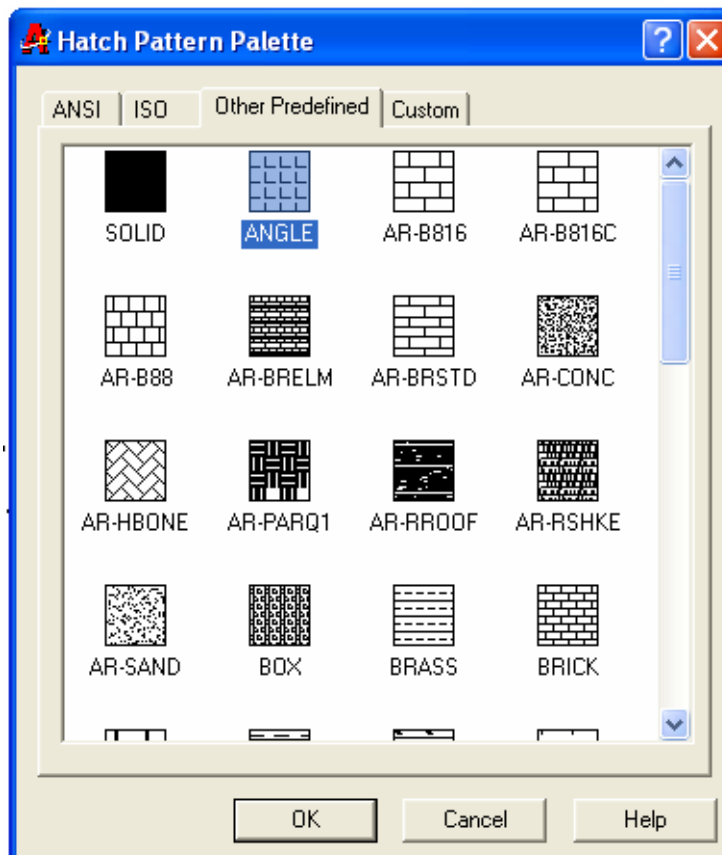 Hatch Pattern Palette
ANSI ISO Other Predefined Custom
SOLID ANGLE AR-B816 AR-B816C
AR-B88 AR-BRELM AR-BRSTD AR-CONC
AR-HBONE AR-PARQ1 AR-RROOF AR-RSHKE
AR-SAND BOX BRASS BRICK
OK Cancel Help